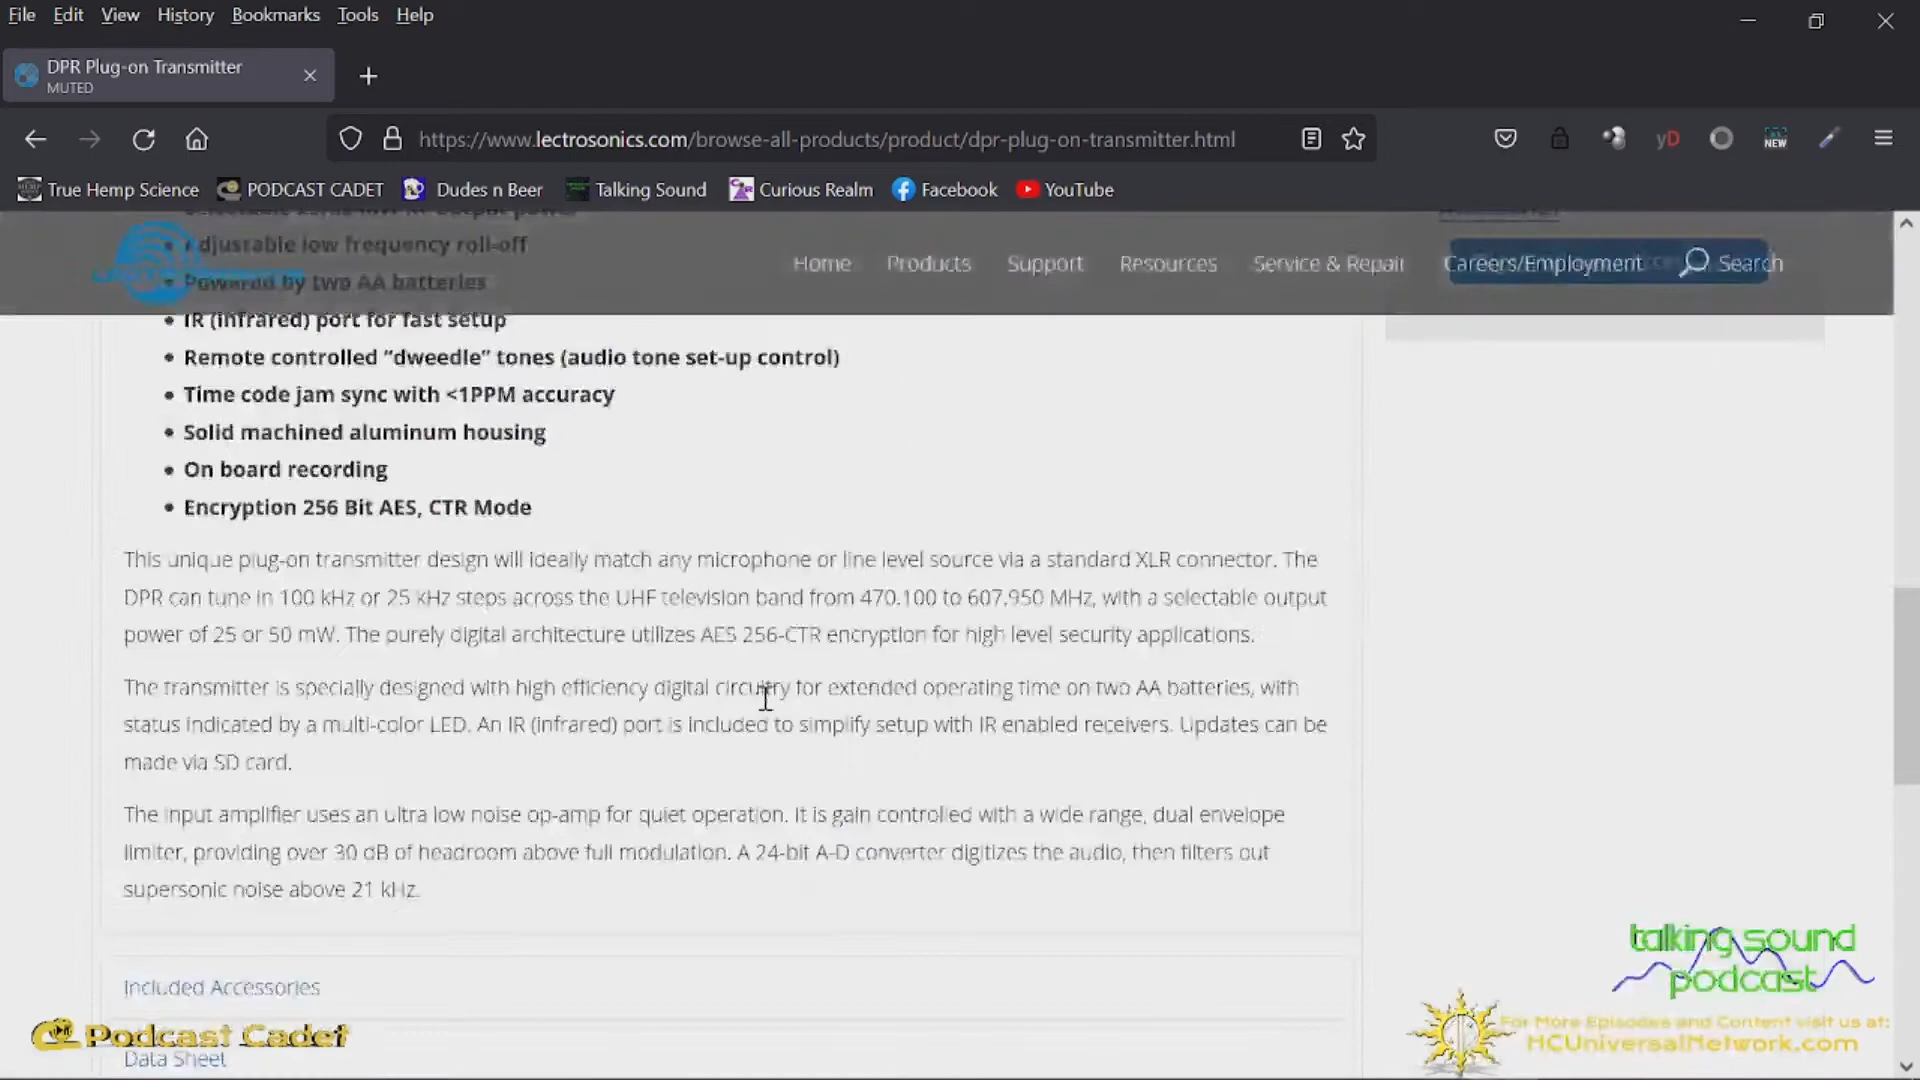 File Edit View History Bookmarks Tools Help
DPR Plug-on Transmitter
MUTED
https://www.lectrosonics.com/browse-all-products/product/dpr-plug-on-transmitter.html
yD
NEW
True Hemp Science PODCAST CADET Dudes n Beer Talking Sound Curious Realm Facebook YouTube
Adjustable low frequency roll-off
Home Products Support Resources Service & Repair Careers/Employment Search
Powered by two AA batteries
• IR (infrared) port for fast setup
• Remote controlled “dweedle” tones (audio tone set-up control)
• Time code jam sync with <1PPM accuracy
• Solid machined aluminum housing
• On board recording
• Encryption 256 Bit AES, CTR Mode
This unique plug-on transmitter design will ideally match any microphone or line level source via a standard XLR connector. The
DPR can tune in 100 kHz or 25 kHz steps across the UHF television band from 470.100 to 607.950 MHz, with a selectable output
power of 25 or 50 mW. The purely digital architecture utilizes AES 256-CTR encryption for high level security applications.
The transmitter is specially designed with high efficiency digital circuitry for extended operating time on two AA batteries, with
status indicated by a multi-color LED. An IR (infrared) port is included to simplify setup with IR enabled receivers. Updates can be
made via SD card.
The input amplifier uses an ultra low noise op-amp for quiet operation. It is gain controlled with a wide range, dual envelope
limiter, providing over 30 dB of headroom above full modulation. A 24-bit A-D converter digitizes the audio, then filters out
supersonic noise above 21 kHz.
talking sound
podcast
Included Accessories
Podcast Cadet
Data Sheet
For More Episodes and Content visit us at:
HCUniversalNetwork.com